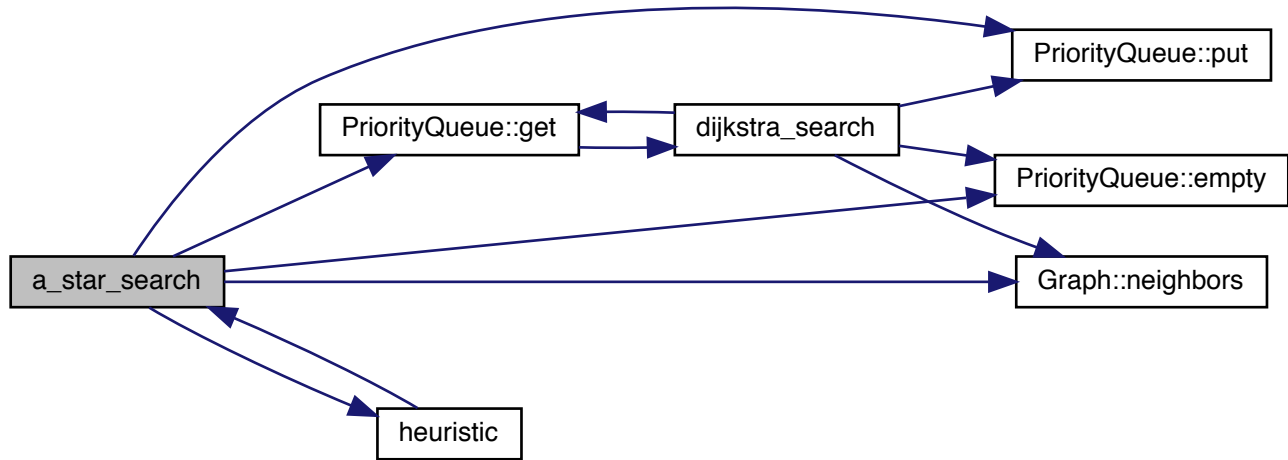 PriorityQueue::put
PriorityQueue::get
dijkstra_search
PriorityQueue::empty
a_star_search
Graph::neighbors
heuristic